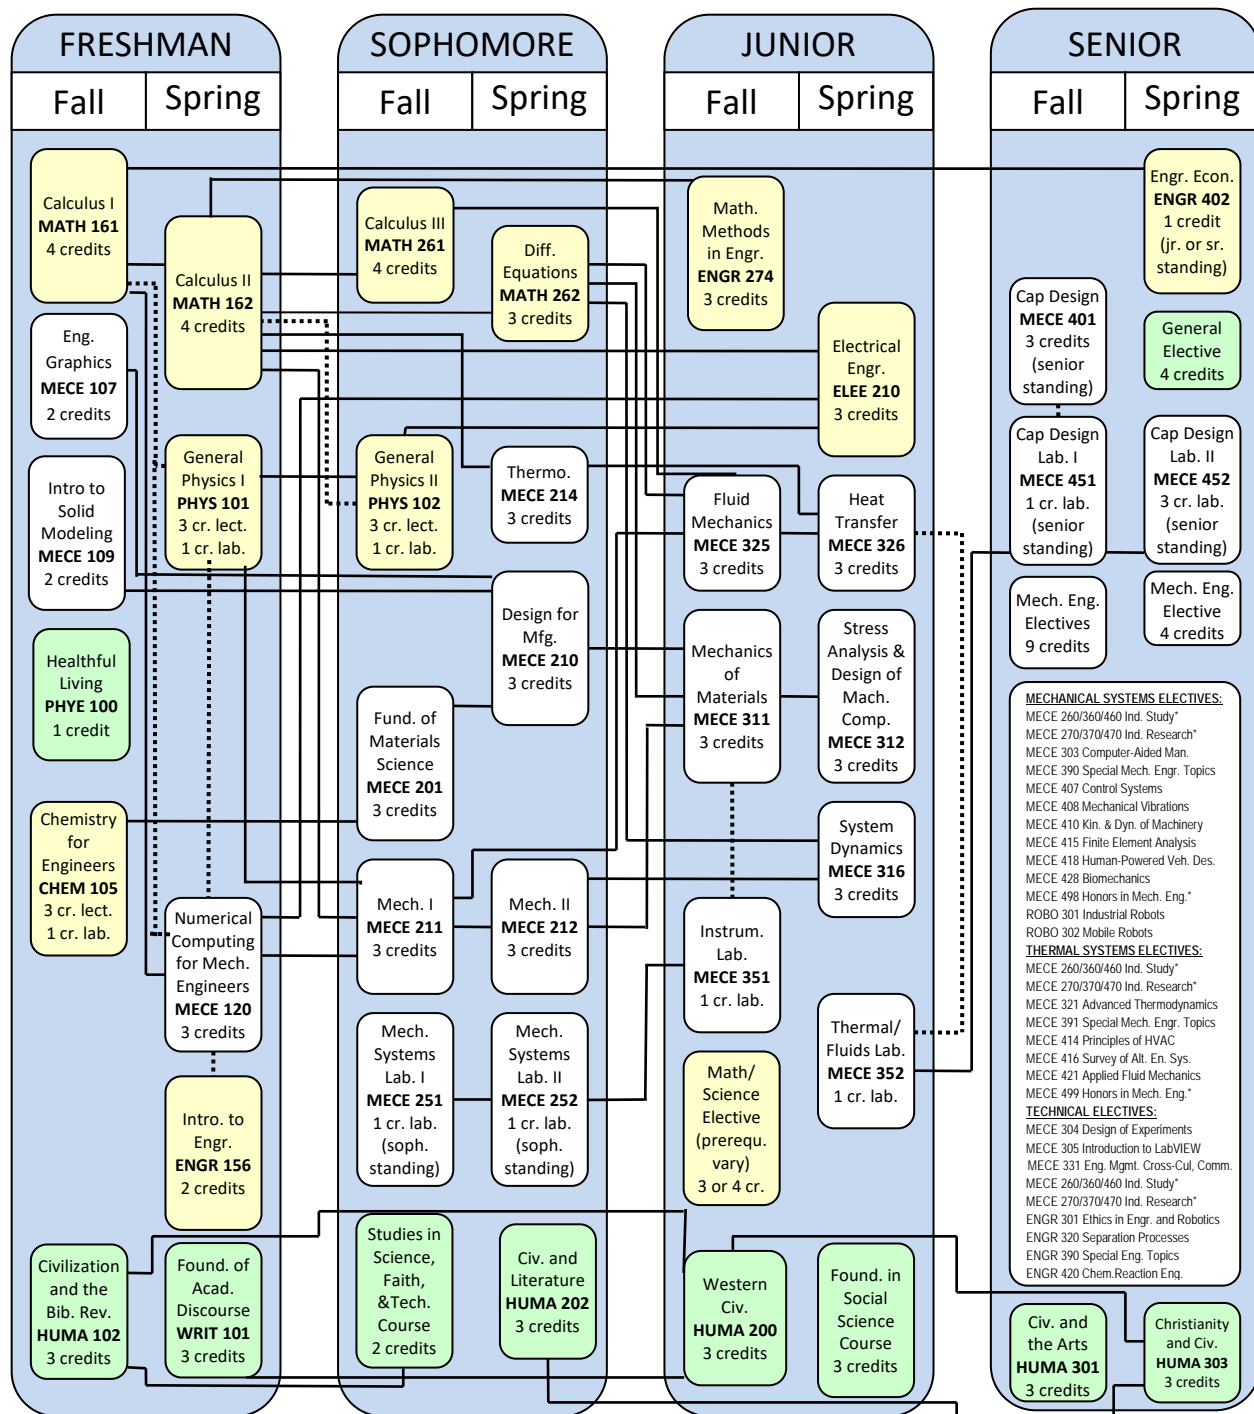 FRESHMAN
Fall
Spring
SOPHOMORE
Fall
Spring
JUNIOR
Fall
Spring
SENIOR
Fall
Spring
Calculus I
MATH 161
4 credits
Eng.
Graphics
MECE 107
2 credits
Intro to
Solid
Modeling
MECE 109
2 credits
Healthful
Living
PHYE 100
1 credit
Chemistry
for
Engineers
CHEM 105
3 cr. lect.
1 cr. lab.
Civilization
and the
Bib. Rev.
HUMA 102
3 credits
Calculus II
MATH 162
4 credits
General
Physics I
PHYS 101
3 cr. lect.
1 cr. lab.
Numerical
Computing
for Mech.
Engineers
MECE 120
3 credits
Intro. to
Engr.
ENGR 156
2 credits
Found. of
Acad.
Discourse
WRIT 101
3 credits
Calculus III
MATH 261
4 credits
General
Physics II
PHYS 102
3 cr. lect.
1 cr. lab.
Fund. of
Materials
Science
MECE 201
3 credits
Mech. I
MECE 211
3 credits
Mech.
Systems
Lab. I
MECE 251
1 cr. lab.
(soph.
standing)
Studies in
Science,
Faith,
&Tech.
Course
2 credits
Diff.
Equations
MATH 262
3 credits
Thermo.
MECE 214
3 credits
Design for
Mfg.
MECE 210
3 credits
Mech. II
MECE 212
3 credits
Mech.
Systems
Lab. II
MECE 252
1 cr. lab.
(soph.
standing)
Civ. and
Literature
HUMA 202
3 credits
Math.
Methods
in Engr.
ENGR 274
3 credits
Fluid
Mechanics
MECE 325
3 credits
Mechanics
of
Materials
MECE 311
3 credits
Instrum.
Lab.
MECE 351
1 cr. lab.
Math/
Science
Elective
(prerequ.
vary)
3 or 4 cr.
Western
Civ.
HUMA 200
3 credits
Electrical
Engr.
ELEE 210
3 credits
Heat
Transfer
MECE 326
3 credits
Stress
Analysis &
Design of
Mach.
Comp.
MECE 312
3 credits
System
Dynamics
MECE 316
3 credits
Thermal/
Fluids Lab.
MECE 352
1 cr. lab.
Found. in
Social
Science
Course
3 credits
Cap Design
MECE 401
3 credits
(senior
standing)
Cap Design
Lab. I
MECE 451
1 cr. lab.
(senior
standing)
Mech. Eng.
Electives
9 credits
Engr. Econ.
ENGR 402
1 credit
(jr. or sr.
standing)
General
Elective
4 credits
Cap Design
Lab. II
MECE 452
3 cr. lab.
(senior
standing)
Mech. Eng.
Elective
4 credits
MECHANICAL SYSTEMS ELECTIVES:
MECE 260/360/460 Ind. Study*
MECE 270/370/470 Ind. Research*
MECE 303 Computer-Aided Man.
MECE 390 Special Mech. Engr. Topics
MECE 407 Control Systems
MECE 408 Mechanical Vibrations
MECE 410 Kin. & Dyn. of Machinery
MECE 415 Finite Element Analysis
MECE 418 Human-Powered Veh. Des.
MECE 428 Biomechanics
MECE 498 Honors in Mech. Eng.*
ROBO 301 Industrial Robots
ROBO 302 Mobile Robots
THERMAL SYSTEMS ELECTIVES:
MECE 260/360/460 Ind. Study*
MECE 270/370/470 Ind. Research*
MECE 321 Advanced Thermodynamics
MECE 391 Special Mech. Engr. Topics
MECE 414 Principles of HVAC
MECE 416 Survey of Alt. En. Sys.
MECE 421 Applied Fluid Mechanics
MECE 499 Honors in Mech. Eng.*
TECHNICAL ELECTIVES:
MECE 304 Design of Experiments
MECE 305 Introduction to LabVIEW
MECE 331 Eng. Mgmt. Cross-Cul, Comm.
MECE 260/360/460 Ind. Study*
MECE 270/370/470 Ind. Research*
ENGR 301 Ethics in Engr. and Robotics
ENGR 320 Separation Processes
ENGR 390 Special Eng. Topics
ENGR 420 Chem.Reaction Eng.
Civ. and
the Arts
HUMA 301
3 credits
Christianity
and Civ.
HUMA 303
3 credits